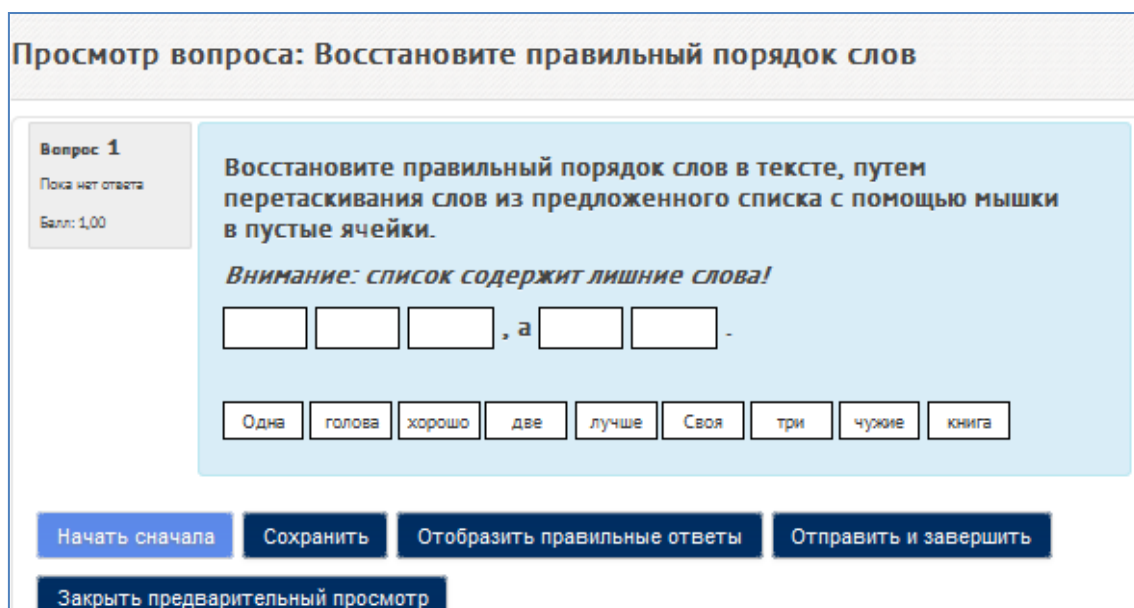 Просмотр вопроса: Восстановите правильный порядок слов
Вопрос 1
Пока нет ответа
Балл: 1,00
Восстановите правильный порядок слов в тексте, путем
перетаскивания слов из предложенного списка с помощью мышки
в пустые ячейки.
Внимание: список содержит лишние слова!
, а .
Одна голова хорошо две лучше Своя три чужие книга
Начать сначала Сохранить Отобразить правильные ответы Отправить и завершить
Закрыть предварительный просмотр